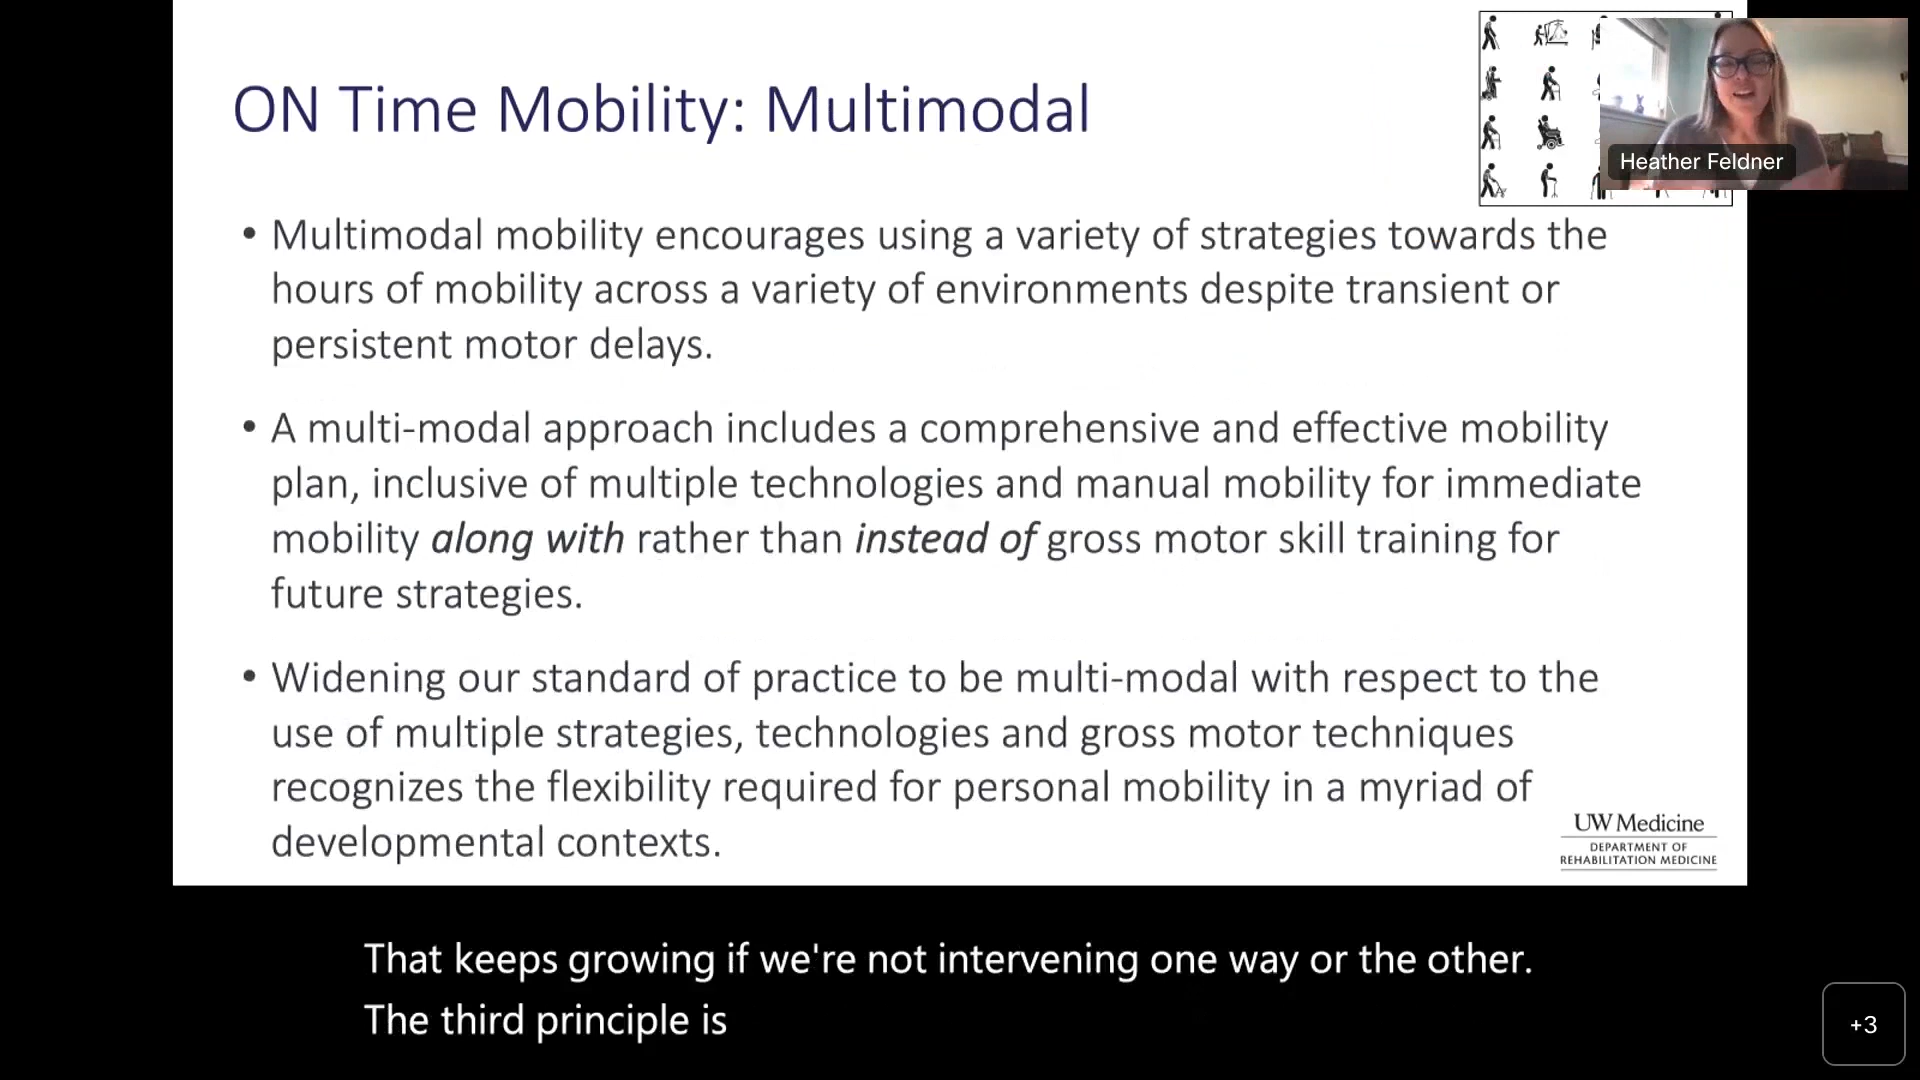 ON Time Mobility: Multimodal
Heather Feldner
• Multimodal mobility encourages using a variety of strategies towards the
hours of mobility across a variety of environments despite transient or
persistent motor delays.
• A multi-modal approach includes a comprehensive and effective mobility
plan, inclusive of multiple technologies and manual mobility for immediate
mobility along with rather than instead of gross motor skill training for
future strategies.
• Widening our standard of practice to be multi-modal with respect to the
use of multiple strategies, technologies and gross motor techniques
recognizes the flexibility required for personal mobility in a myriad of
developmental contexts.
UW Medicine
DEPARTMENT OF
REHABILITATION MEDICINE
That keeps growing if we're not intervening one way or the other.
The third principle is
+3